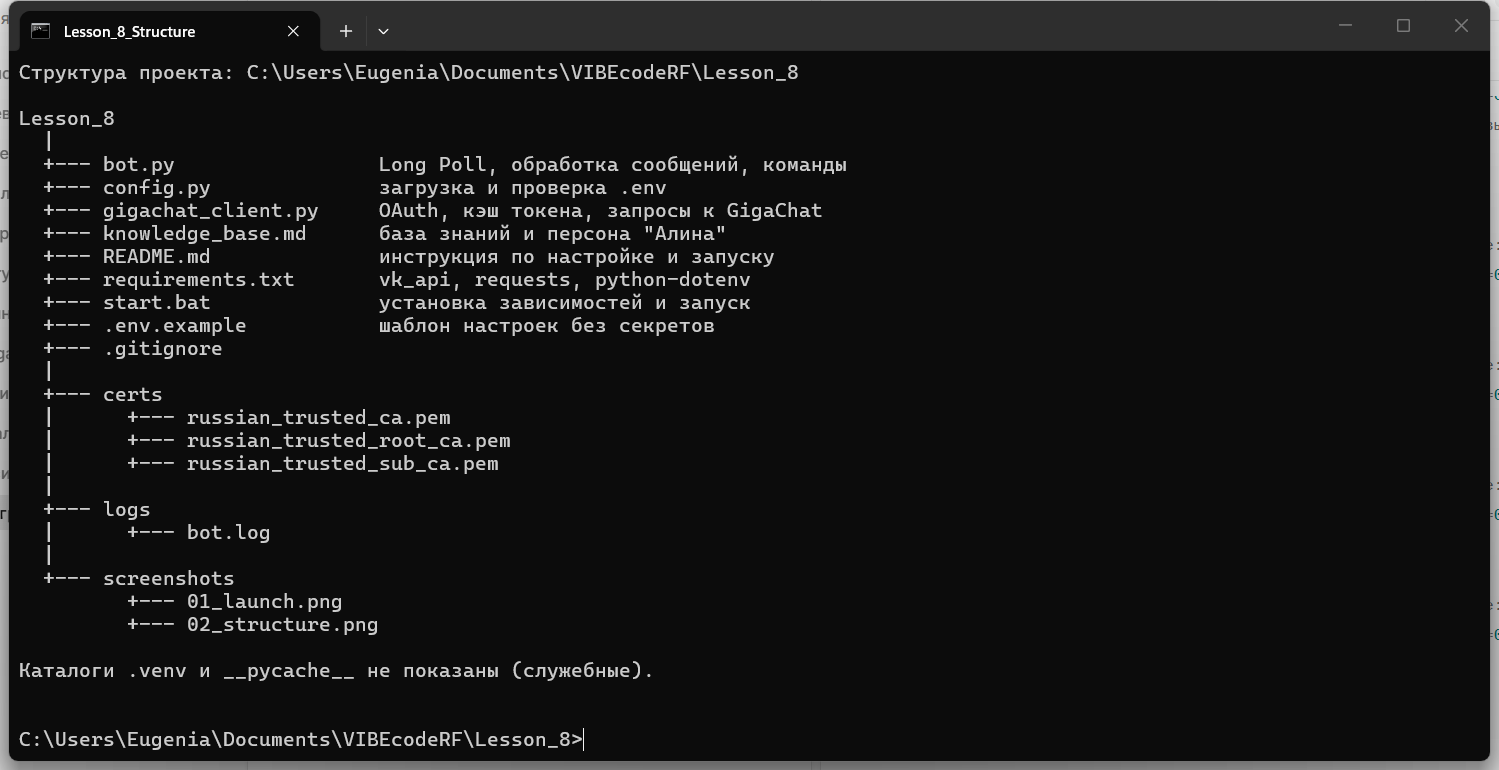 Lesson_8_Structure
Структура проекта: C:\Users\Eugenia\Documents\VIBEcodeRF\Lesson_8
Lesson_8
|
+--- bot.py Long Poll, обработка сообщений, команды
+--- config.py загрузка и проверка .env
+--- gigachat_client.py OAuth, кэш токена, запросы к GigaChat
+--- knowledge_base.md база знаний и персона "Алина"
+--- README.md инструкция по настройке и запуску
+--- requirements.txt vk_api, requests, python-dotenv
+--- start.bat установка зависимостей и запуск
+--- .env.example шаблон настроек без секретов
+--- .gitignore
|
+--- certs
| +--- russian_trusted_ca.pem
| +--- russian_trusted_root_ca.pem
| +--- russian_trusted_sub_ca.pem
|
+--- logs
| +--- bot.log
|
+--- screenshots
+--- 01_launch.png
+--- 02_structure.png
Каталоги .venv и __pycache__ не показаны (служебные).
C:\Users\Eugenia\Documents\VIBEcodeRF\Lesson_8>